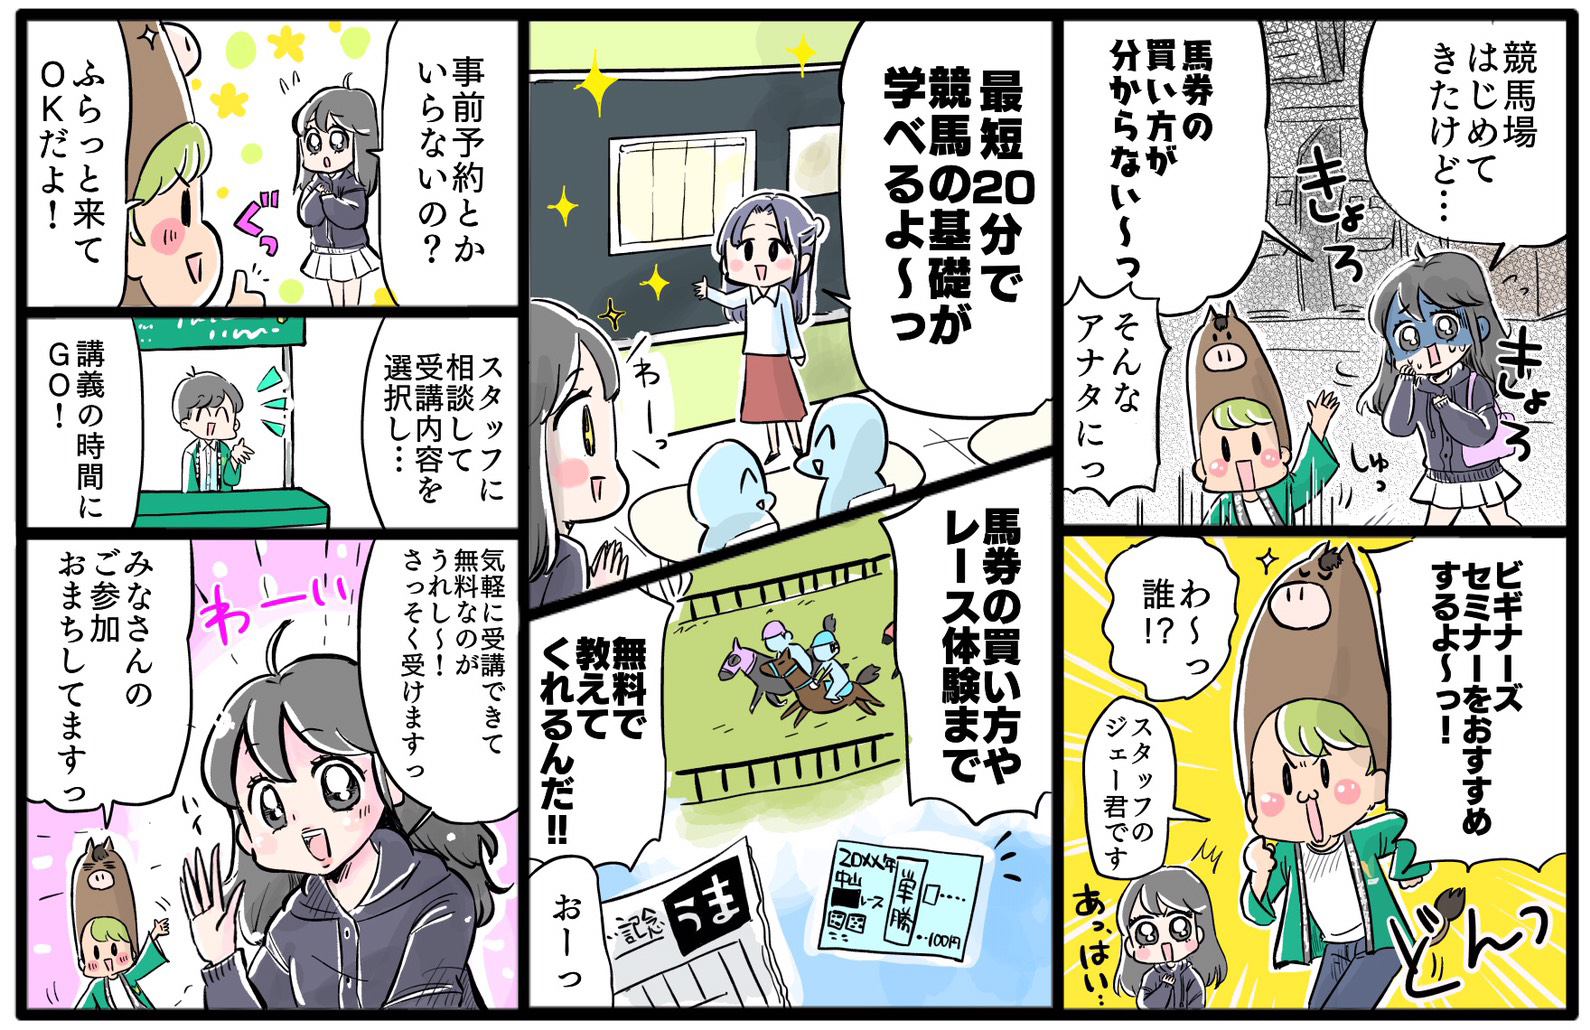 競馬場
はじめて
きたけど…
馬券の
買い方が
分からない～っ
きょろ
きょろ
そんな
アナタにっ
しゅっ
ビギナーズ
セミナーをおすすめ
するよ～っ!
わ～っ
誰!?
スタッフの
ジェー君です
あっ、はい…
どんっ
最短20分で
競馬の基礎が
学べるよ～っ
わーっ
馬券の買い方や
レース体験まで
無料で
教えて
くれるんだ!!
20XX年
中山
レース
単勝
…100円
うま
記念
おーっ
事前予約とか
いらないの?
ぐっ
ふらっと来て
OKだよ!
スタッフに
相談して
受講内容を
選択し…
講義の時間に
GO!
気軽に受講できて
無料なのが
うれし～!
さっそく受けますっ
わーい
みなさんの
ご参加
おまちしてますっ